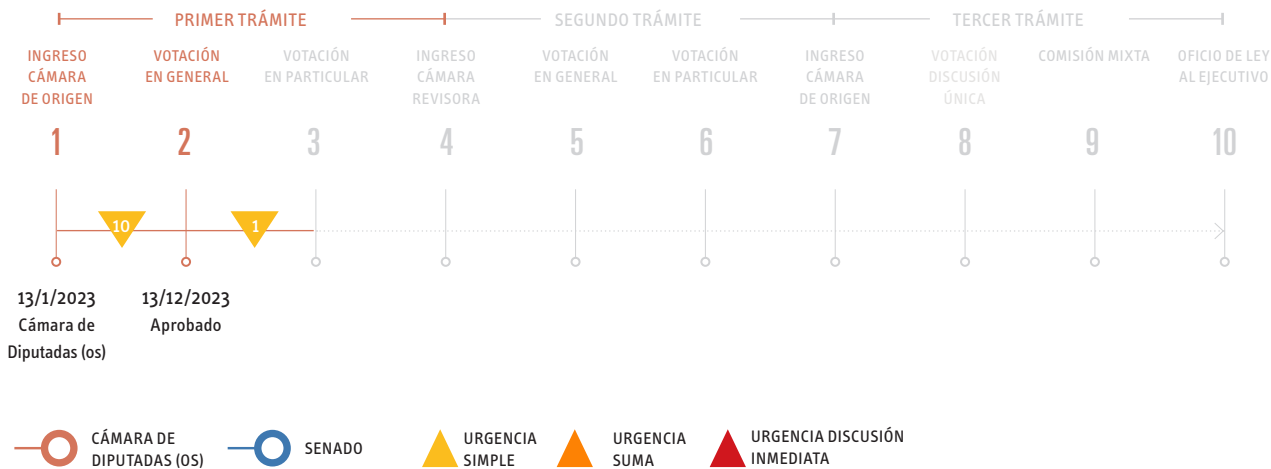 PRIMER TRÁMITE
SEGUNDO TRÁMITE
TERCER TRÁMITE
INGRESO
CÁMARA
DE ORIGEN
VOTACIÓN
EN GENERAL
VOTACIÓN
EN PARTICULAR
INGRESO
CÁMARA
REVISORA
VOTACIÓN
EN GENERAL
VOTACIÓN
EN PARTICULAR
INGRESO
CÁMARA
DE ORIGEN
VOTACIÓN
DISCUSIÓN
ÚNICA
COMISIÓN MIXTA
OFICIO DE LEY
AL EJECUTIVO
1 2 3 4 5 6 7 8 9 10
10
1
13/1/2023
Cámara de
Diputadas (os)
13/12/2023
Aprobado
CÁMARA DE
DIPUTADAS (OS)
SENADO
URGENCIA
SIMPLE
URGENCIA
SUMA
URGENCIA DISCUSIÓN
INMEDIATA